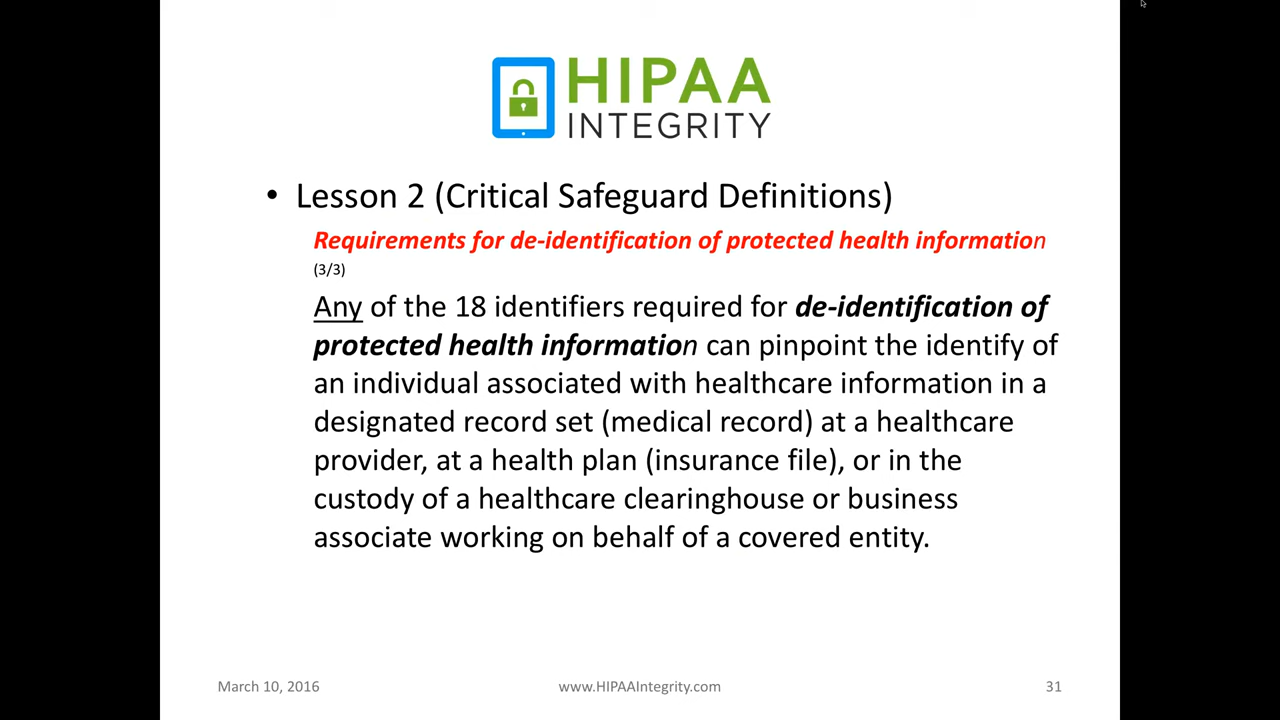 HIPAA
INTEGRITY
• Lesson 2 (Critical Safeguard Definitions)
Requirements for de-identification of protected health information
(3/3)
Any of the 18 identifiers required for de-identification of
protected health information can pinpoint the identify of
an individual associated with healthcare information in a
designated record set (medical record) at a healthcare
provider, at a health plan (insurance file), or in the
custody of a healthcare clearinghouse or business
associate working on behalf of a covered entity.
March 10, 2016
www.HIPAAIntegrity.com
31